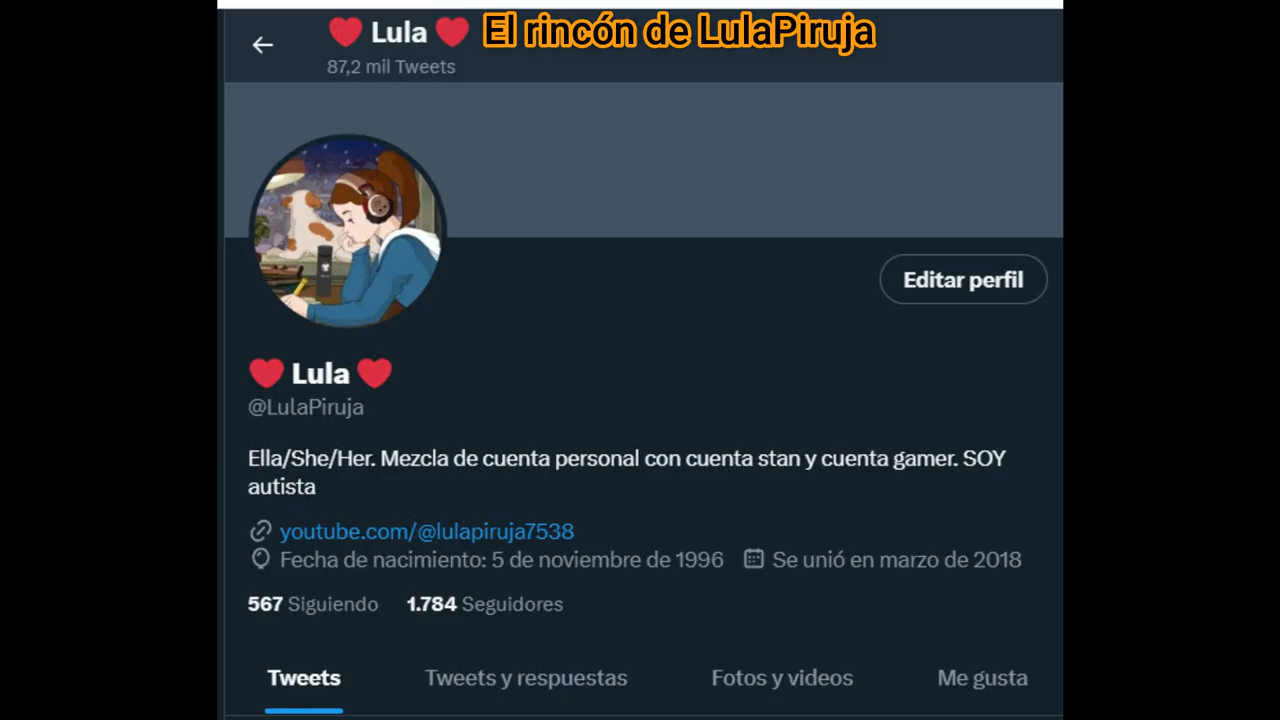 ❤️ Lula ❤️ El rincón de LulaPiruja
87,2 mil Tweets
Editar perfil
❤️ Lula ❤️
@LulaPiruja
Ella/She/Her. Mezcla de cuenta personal con cuenta stan y cuenta gamer. SOY
autista
youtube.com/@lulapiruja7538
Fecha de nacimiento: 5 de noviembre de 1996 Se unió en marzo de 2018
567 Siguiendo 1.784 Seguidores
Tweets Tweets y respuestas Fotos y videos Me gusta